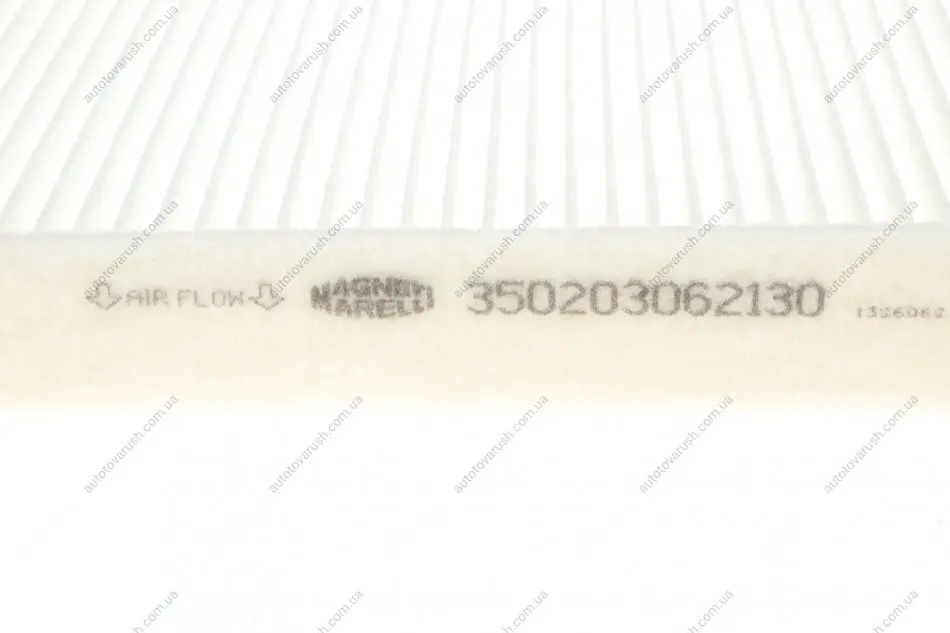 AIR FLOW MAGNETI 350203062130
MARELLI
autotovarush.com.ua